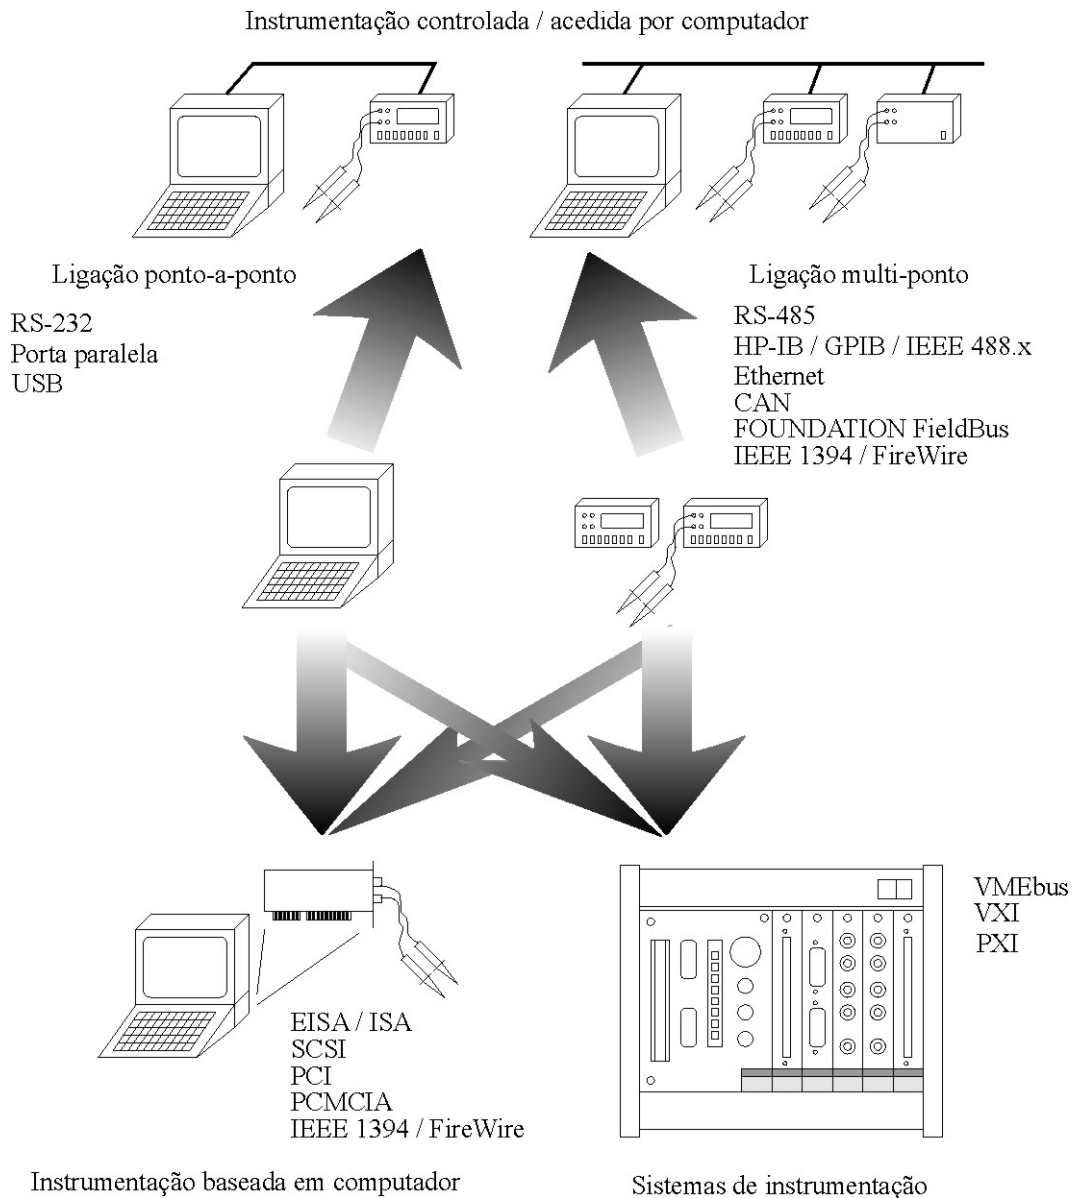 Instrumentação controlada / acedida por computador
Ligação ponto-a-ponto
RS-232
Porta paralela
USB
Ligação multi-ponto
RS-485
HP-IB / GPIB / IEEE 488.x
Ethernet
CAN
FOUNDATION FieldBus
IEEE 1394 / FireWire
EISA / ISA
SCSI
PCI
PCMCIA
IEEE 1394 / FireWire
Instrumentação baseada em computador
VMEbus
VXI
PXI
Sistemas de instrumentação